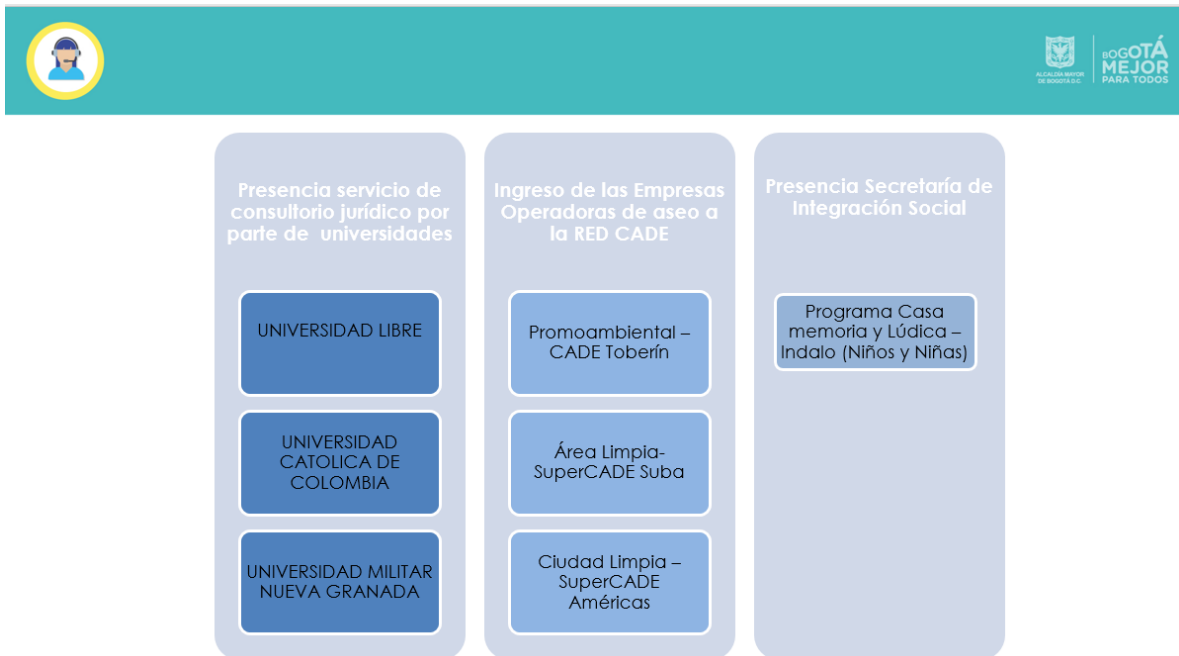 ALCALDÍA MAYOR
DE BOGOTÁ D.C.
BOGOTÁ
MEJOR
PARA TODOS
Presencia servicio de
consultorio jurídico por
parte de universidades
UNIVERSIDAD LIBRE
UNIVERSIDAD
CATOLICA DE
COLOMBIA
UNIVERSIDAD MILITAR
NUEVA GRANADA
Ingreso de las Empresas
Operadoras de aseo a
la RED CADE
Promoambiental –
CADE Toberín
Área Limpia-
SuperCADE Suba
Ciudad Limpia –
SuperCADE
Américas
Presencia Secretaría de
Integración Social
Programa Casa
memoria y Lúdica –
Indalo (Niños y Niñas)